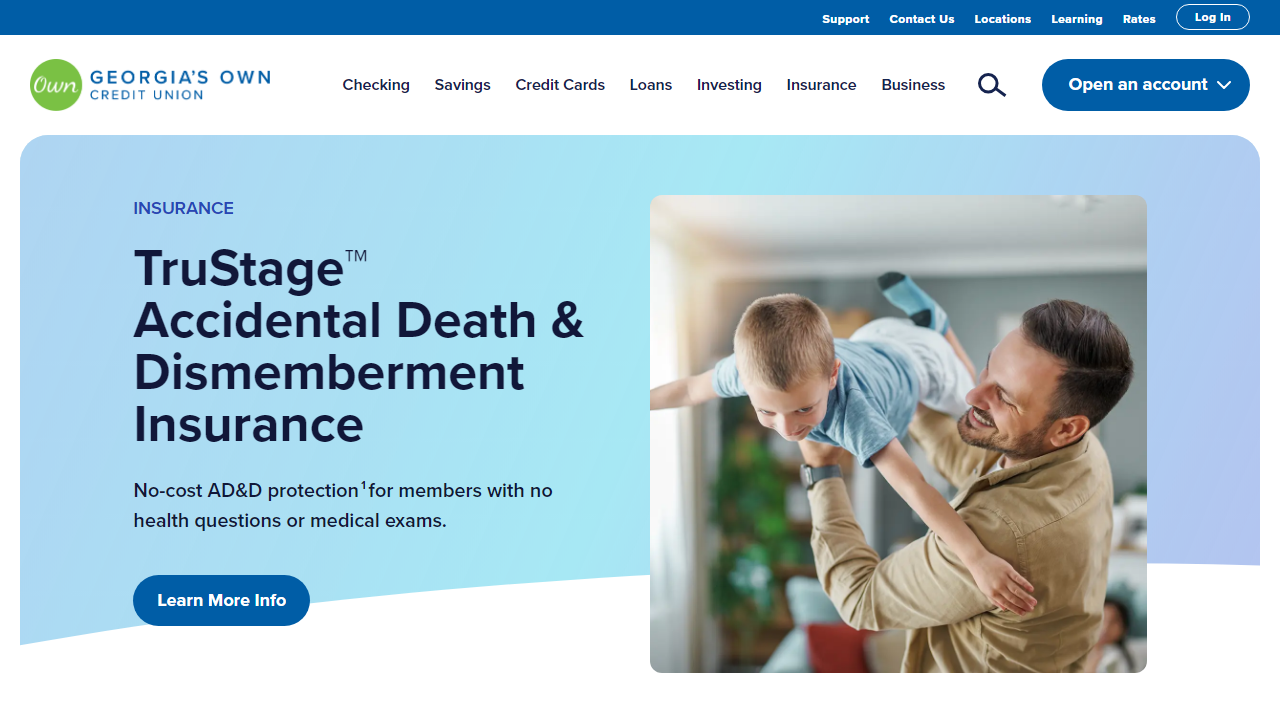 Support Contact Us Locations Learning Rates Log In
Own GEORGIA'S OWN
CREDIT UNION
Checking Savings Credit Cards Loans Investing Insurance Business Open an account
INSURANCE
TruStage™
Accidental Death &
Dismemberment
Insurance
No-cost AD&D protection¹ for members with no
health questions or medical exams.
Learn More Info